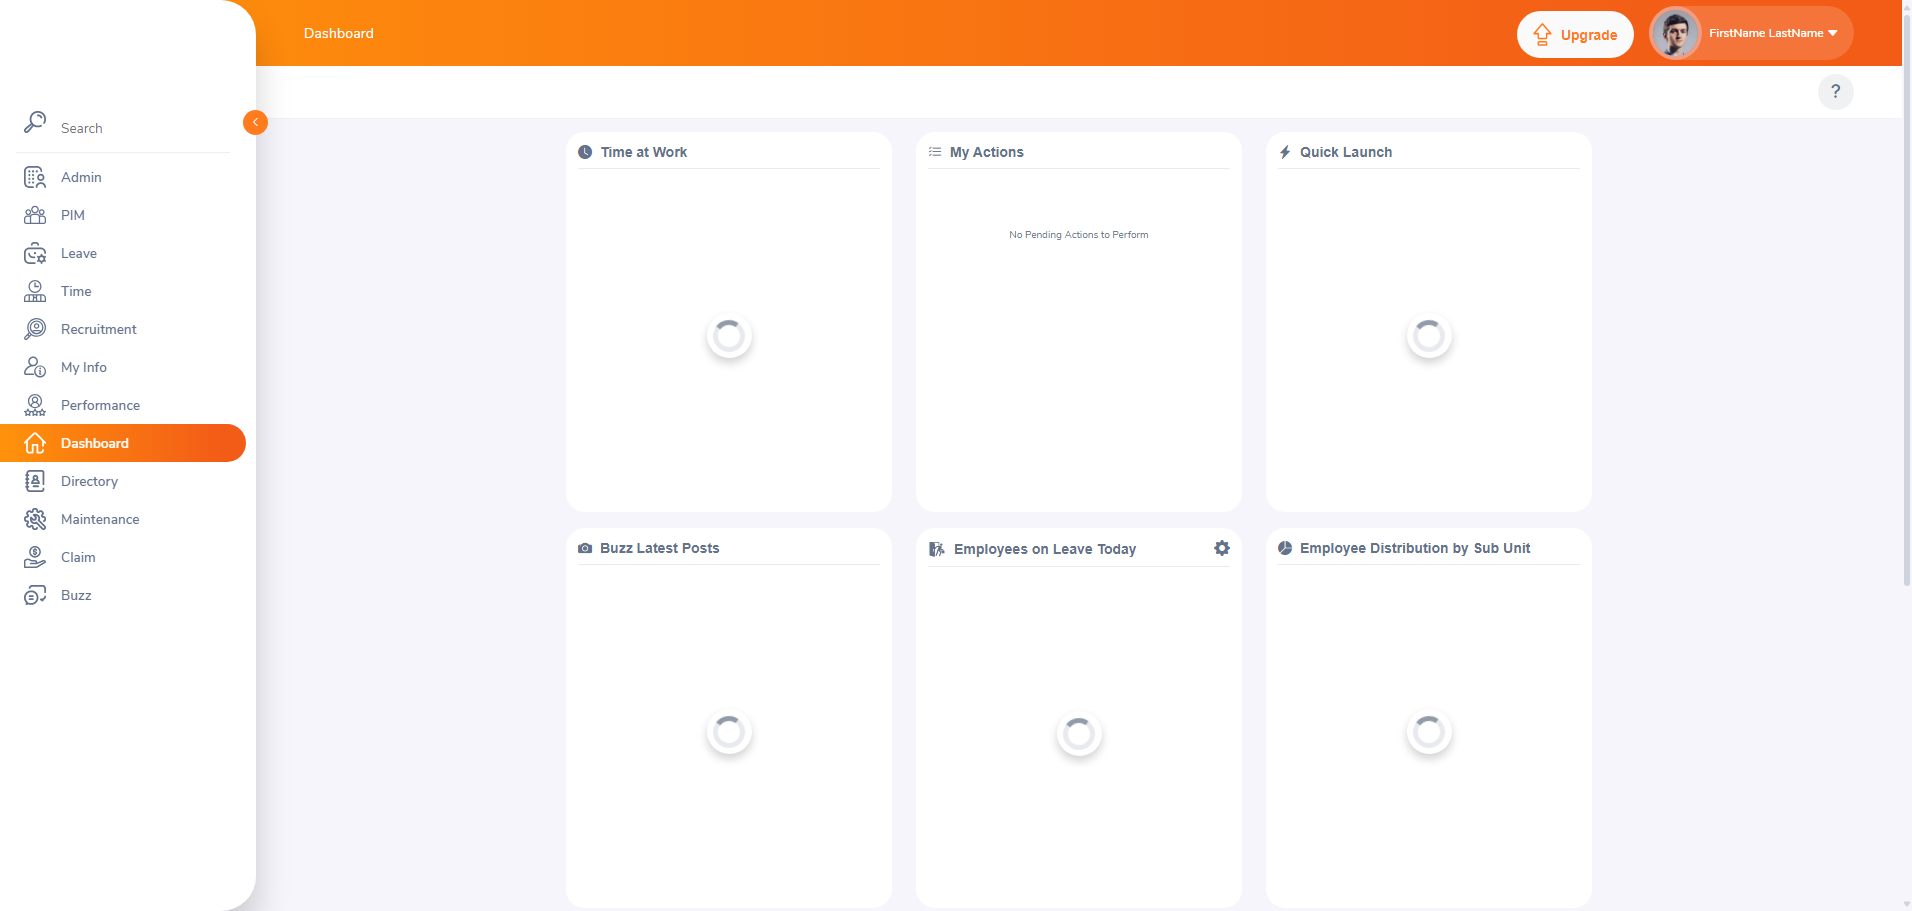 Dashboard
Upgrade
FirstName LastName
?
Search
Admin
PIM
Leave
Time
Recruitment
My Info
Performance
Dashboard
Directory
Maintenance
Claim
Buzz
Time at Work
My Actions
No Pending Actions to Perform
Quick Launch
Buzz Latest Posts
Employees on Leave Today
Employee Distribution by Sub Unit